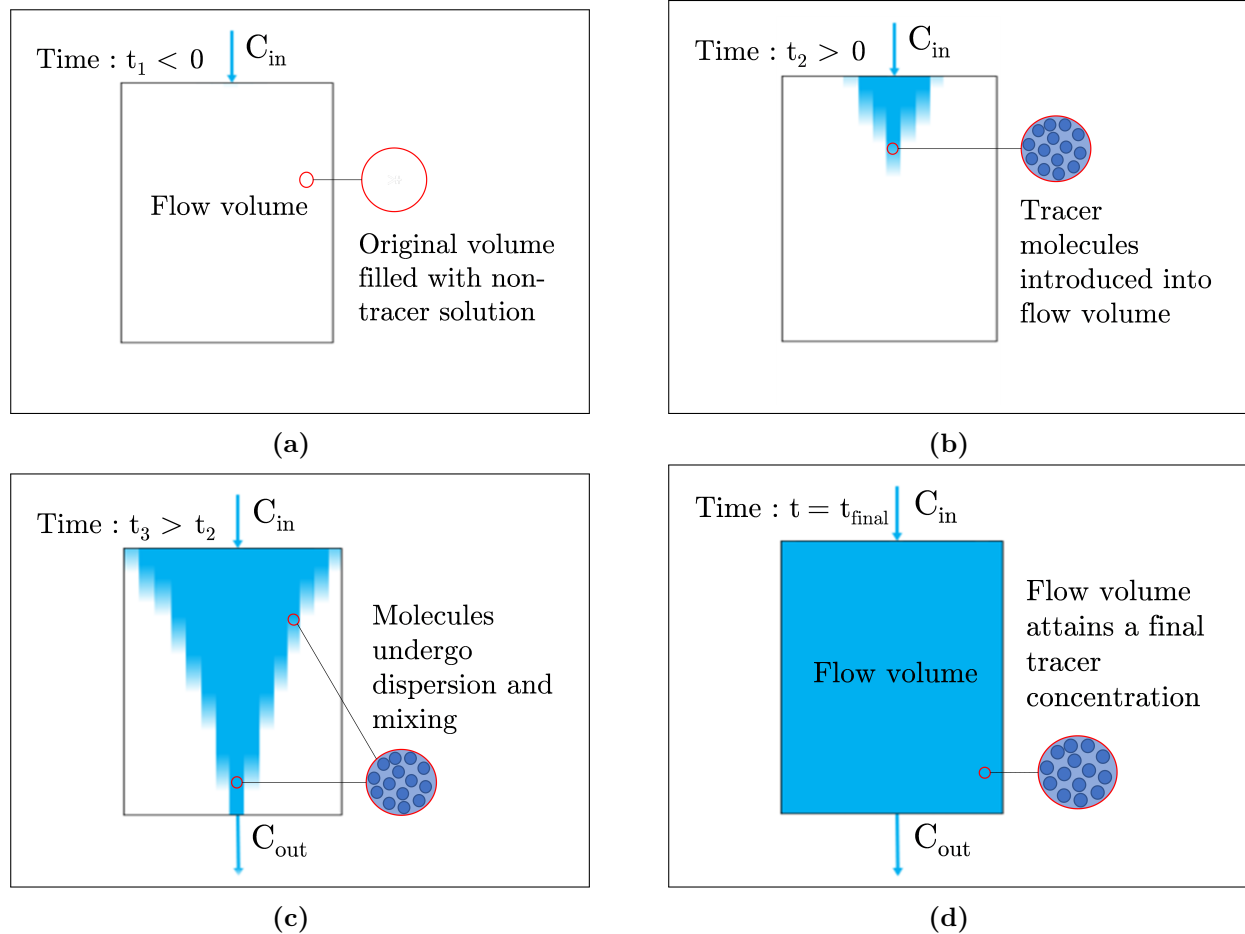 Time : t₁ < 0
C_in
Flow volume
Original volume
filled with non-
tracer solution
(a)
Time : t₂ > 0
C_in
Tracer
molecules
introduced into
flow volume
(b)
Time : t₃ > t₂
C_in
Molecules
undergo
dispersion and
mixing
C_out
(c)
Time : t = t_final
C_in
Flow volume
Flow volume
attains a final
tracer
concentration
C_out
(d)